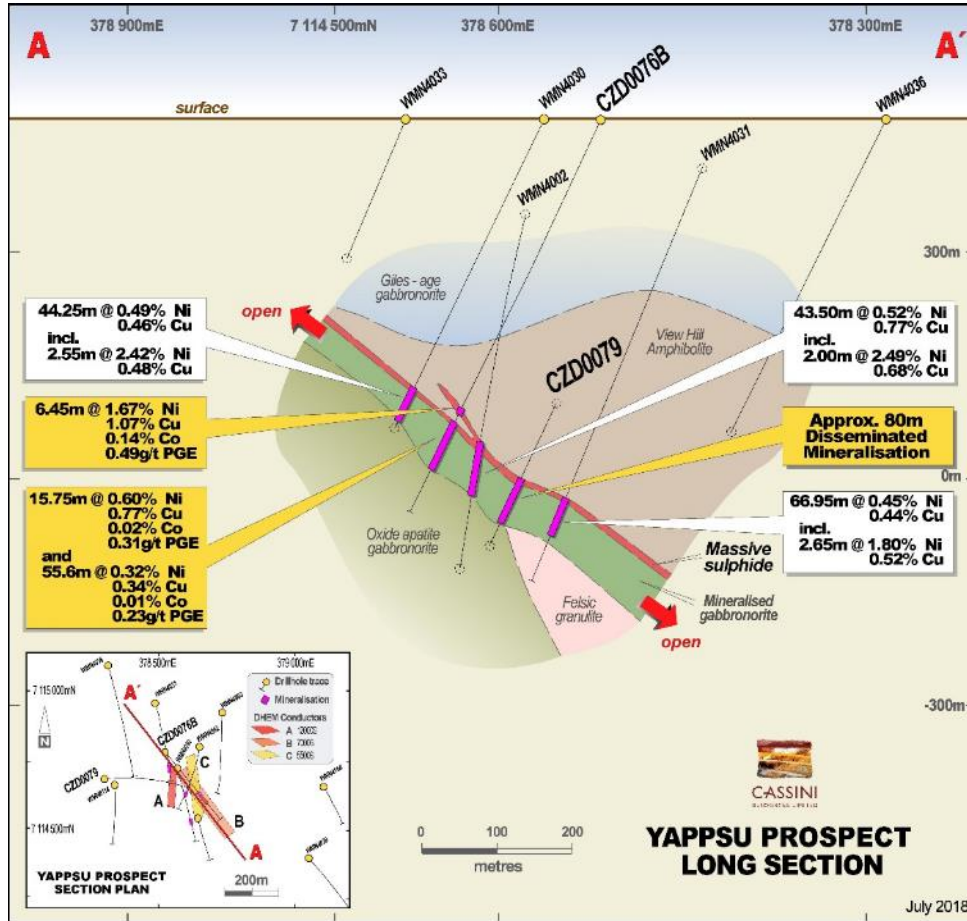 378 900mE
7 114 500mN
378 600mE
378 300mE
A
A´
surface
WMN4033
WMN4030
CZD0076B
WMN4036
WMN4031
WMN4002
300m
0m
-300m
Giles - age
gabbronorite
View Hill
Amphibolite
CZD0079
open
44.25m @ 0.49% Ni
0.46% Cu
incl.
2.55m @ 2.42% Ni
0.48% Cu
6.45m @ 1.67% Ni
1.07% Cu
0.14% Co
0.49g/t PGE
15.75m @ 0.60% Ni
0.77% Cu
0.02% Co
0.31g/t PGE
and
55.6m @ 0.32% Ni
0.34% Cu
0.01% Co
0.23g/t PGE
43.50m @ 0.52% Ni
0.77% Cu
incl.
2.00m @ 2.49% Ni
0.68% Cu
Approx. 80m
Disseminated
Mineralisation
66.95m @ 0.45% Ni
0.44% Cu
incl.
2.65m @ 1.80% Ni
0.52% Cu
Oxide apatite
gabbronorite
Felsic
granulite
Massive
sulphide
Mineralised
gabbronorite
open
378 500mE
379 000mE
7 115 000mN
7 114 500mN
A´
CZD0076B
CZD0079
N
A
B
C
A
Drillhole trace
Mineralisation
DHEM Conductors
A
B
C
YAPPSU PROSPECT
SECTION PLAN
200m
0 100 200
metres
CASSINI
YAPPSU PROSPECT
LONG SECTION
July 2018